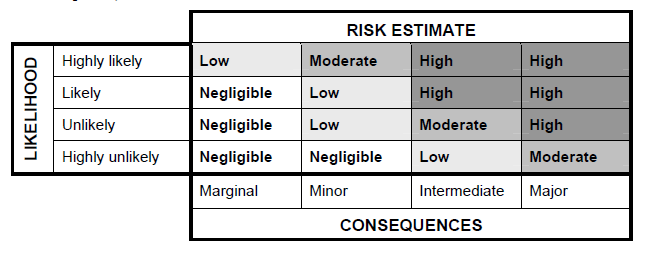 RISK ESTIMATE
LIKELIHOOD
Highly likely Low Moderate High High
Likely Negligible Low High High
Unlikely Negligible Low Moderate High
Highly unlikely Negligible Negligible Low Moderate
Marginal Minor Intermediate Major
CONSEQUENCES